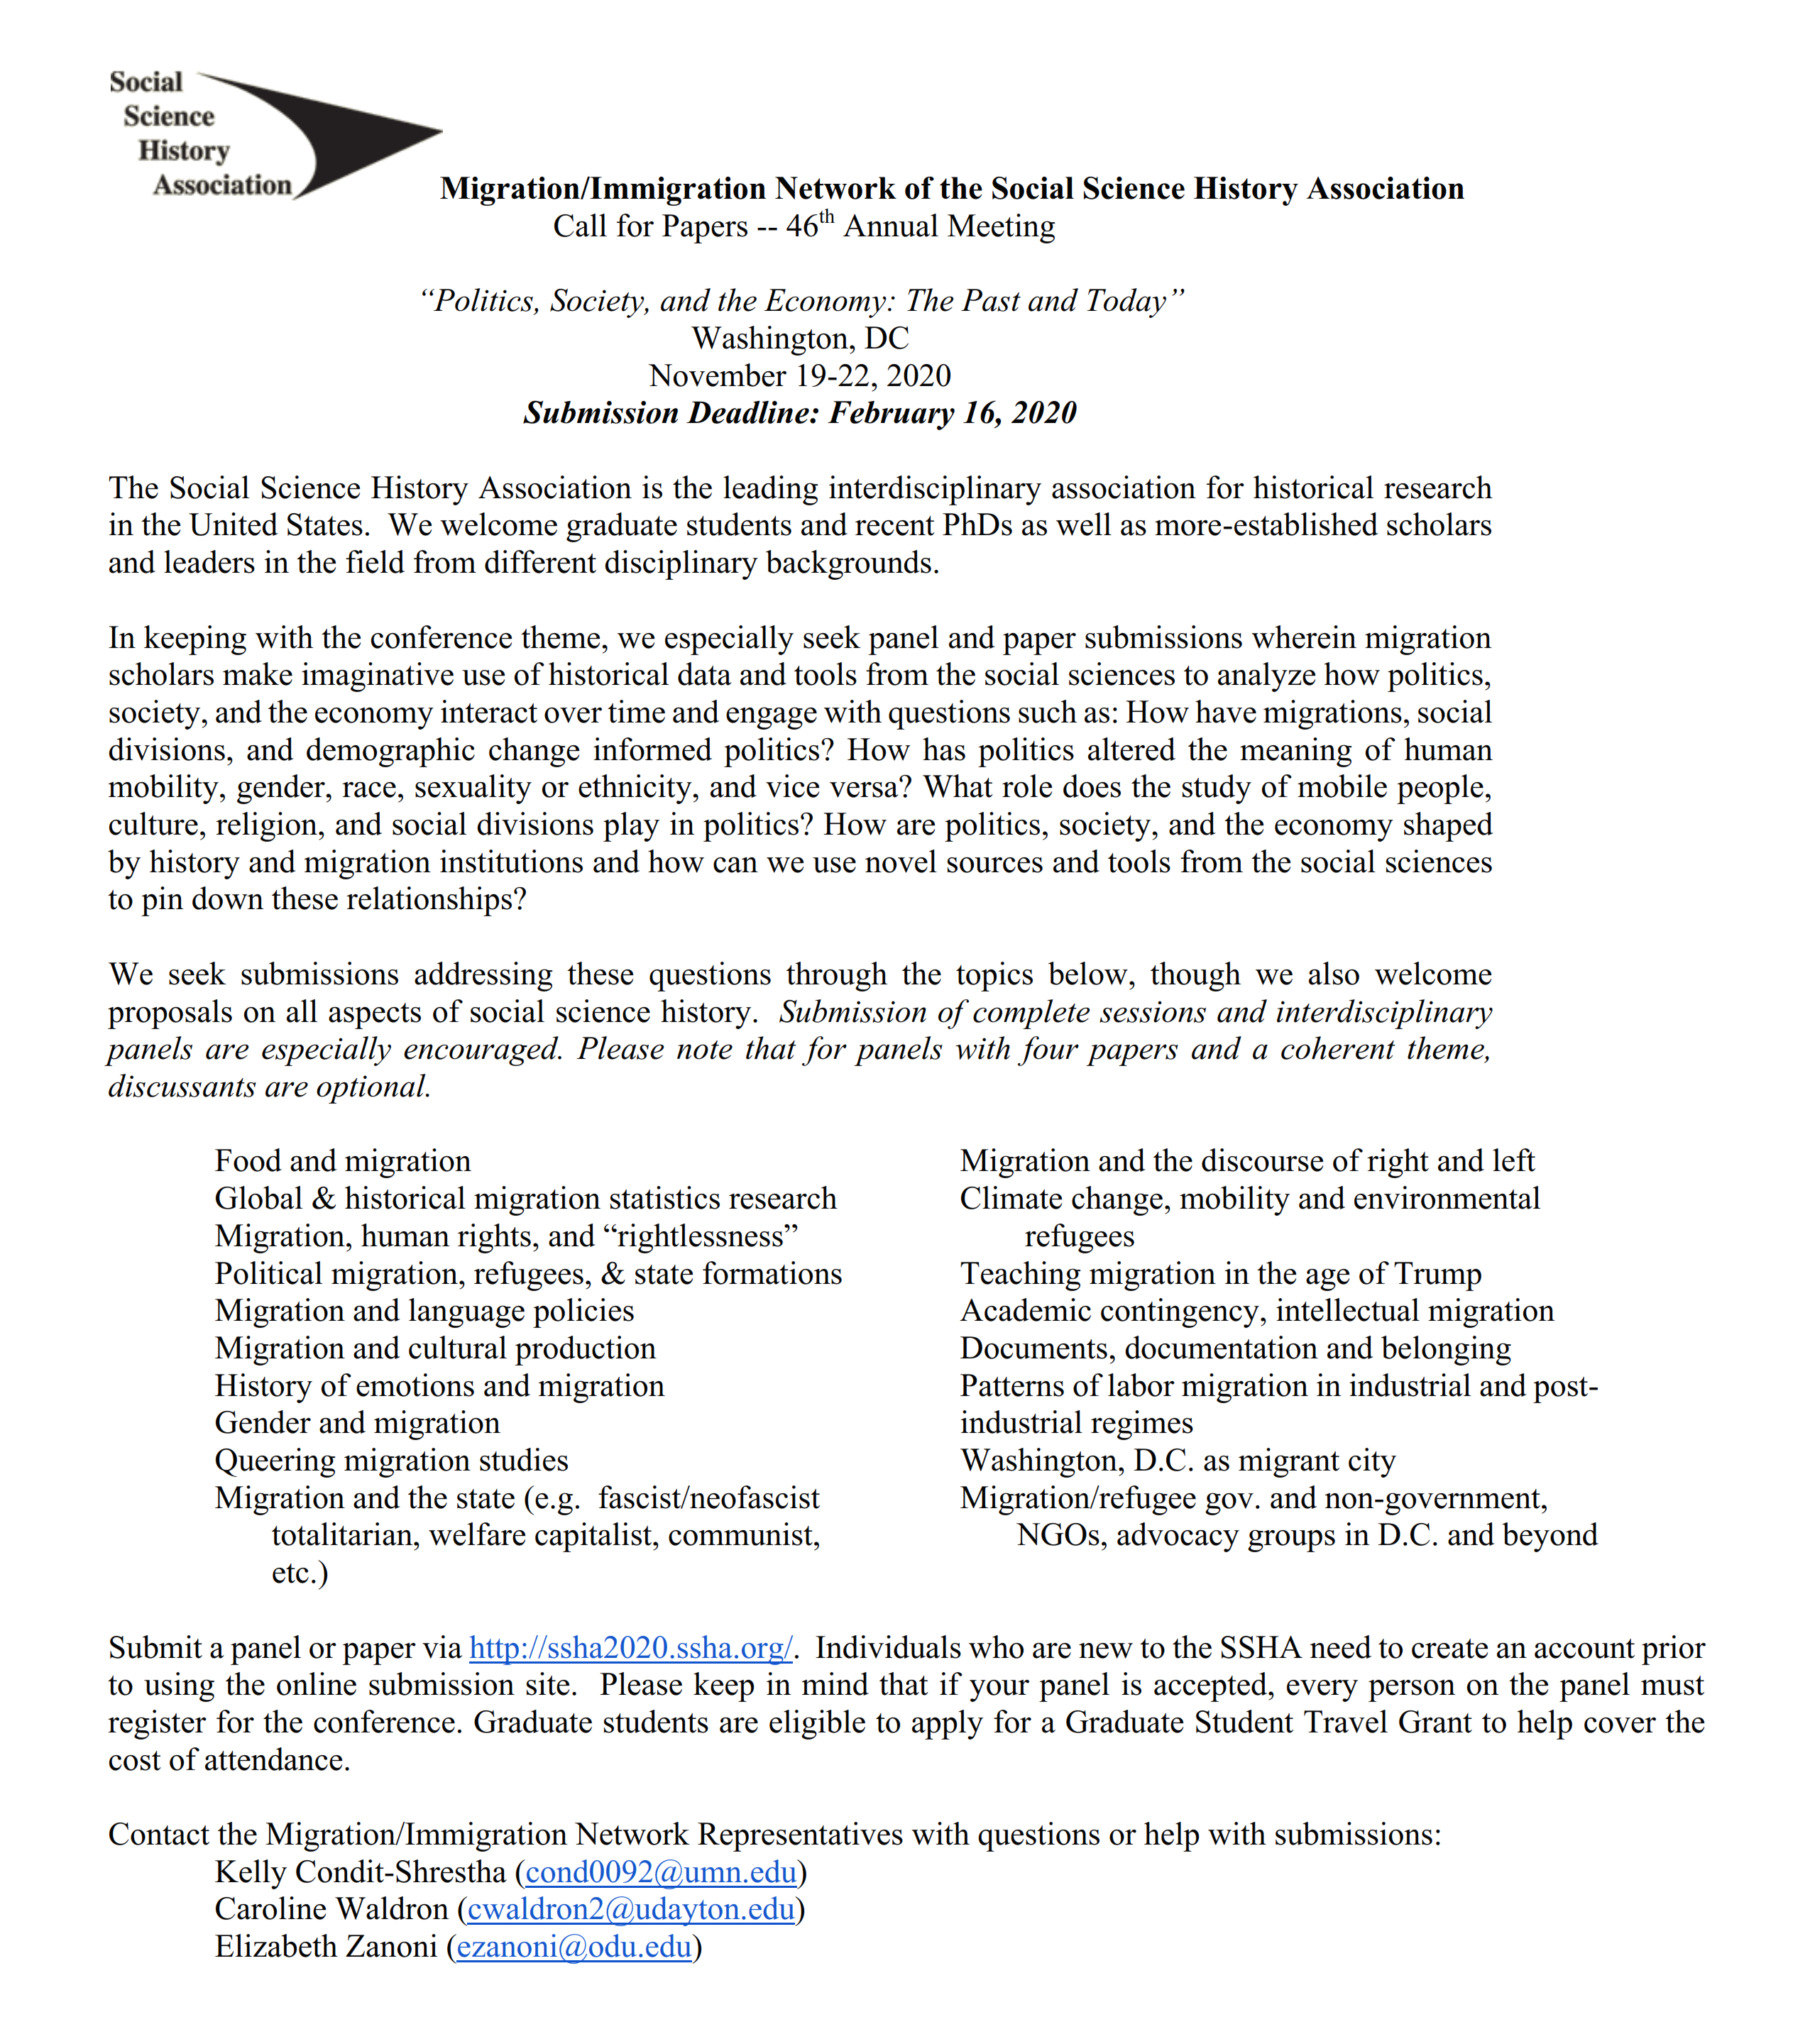 Social
Science
History
Association
Migration/Immigration Network of the Social Science History Association
Call for Papers -- 46th Annual Meeting
“Politics, Society, and the Economy: The Past and Today”
Washington, DC
November 19-22, 2020
Submission Deadline: February 16, 2020
The Social Science History Association is the leading interdisciplinary association for historical research
in the United States.  We welcome graduate students and recent PhDs as well as more-established scholars
and leaders in the field from different disciplinary backgrounds.
In keeping with the conference theme, we especially seek panel and paper submissions wherein migration
scholars make imaginative use of historical data and tools from the social sciences to analyze how politics,
society, and the economy interact over time and engage with questions such as: How have migrations, social
divisions, and demographic change informed politics? How has politics altered the meaning of human
mobility, gender, race, sexuality or ethnicity, and vice versa? What role does the study of mobile people,
culture, religion, and social divisions play in politics? How are politics, society, and the economy shaped
by history and migration institutions and how can we use novel sources and tools from the social sciences
to pin down these relationships?
We seek submissions addressing these questions through the topics below, though we also welcome
proposals on all aspects of social science history.  Submission of complete sessions and interdisciplinary
panels are especially encouraged. Please note that for panels with four papers and a coherent theme,
discussants are optional.
Food and migration
Global & historical migration statistics research
Migration, human rights, and “rightlessness”
Political migration, refugees, & state formations
Migration and language policies
Migration and cultural production
History of emotions and migration
Gender and migration
Queering migration studies
Migration and the state (e.g.  fascist/neofascist
totalitarian, welfare capitalist, communist,
etc.)
Migration and the discourse of right and left
Climate change, mobility and environmental
refugees
Teaching migration in the age of Trump
Academic contingency, intellectual migration
Documents, documentation and belonging
Patterns of labor migration in industrial and post-
industrial regimes
Washington, D.C. as migrant city
Migration/refugee gov. and non-government,
NGOs, advocacy groups in D.C. and beyond
Submit a panel or paper via http://ssha2020.ssha.org/.  Individuals who are new to the SSHA need to create an account prior
to using the online submission site.  Please keep in mind that if your panel is accepted, every person on the panel must
register for the conference. Graduate students are eligible to apply for a Graduate Student Travel Grant to help cover the
cost of attendance.
Contact the Migration/Immigration Network Representatives with questions or help with submissions:
Kelly Condit-Shrestha (cond0092@umn.edu)
Caroline Waldron (cwaldron2@udayton.edu)
Elizabeth Zanoni (ezanoni@odu.edu)